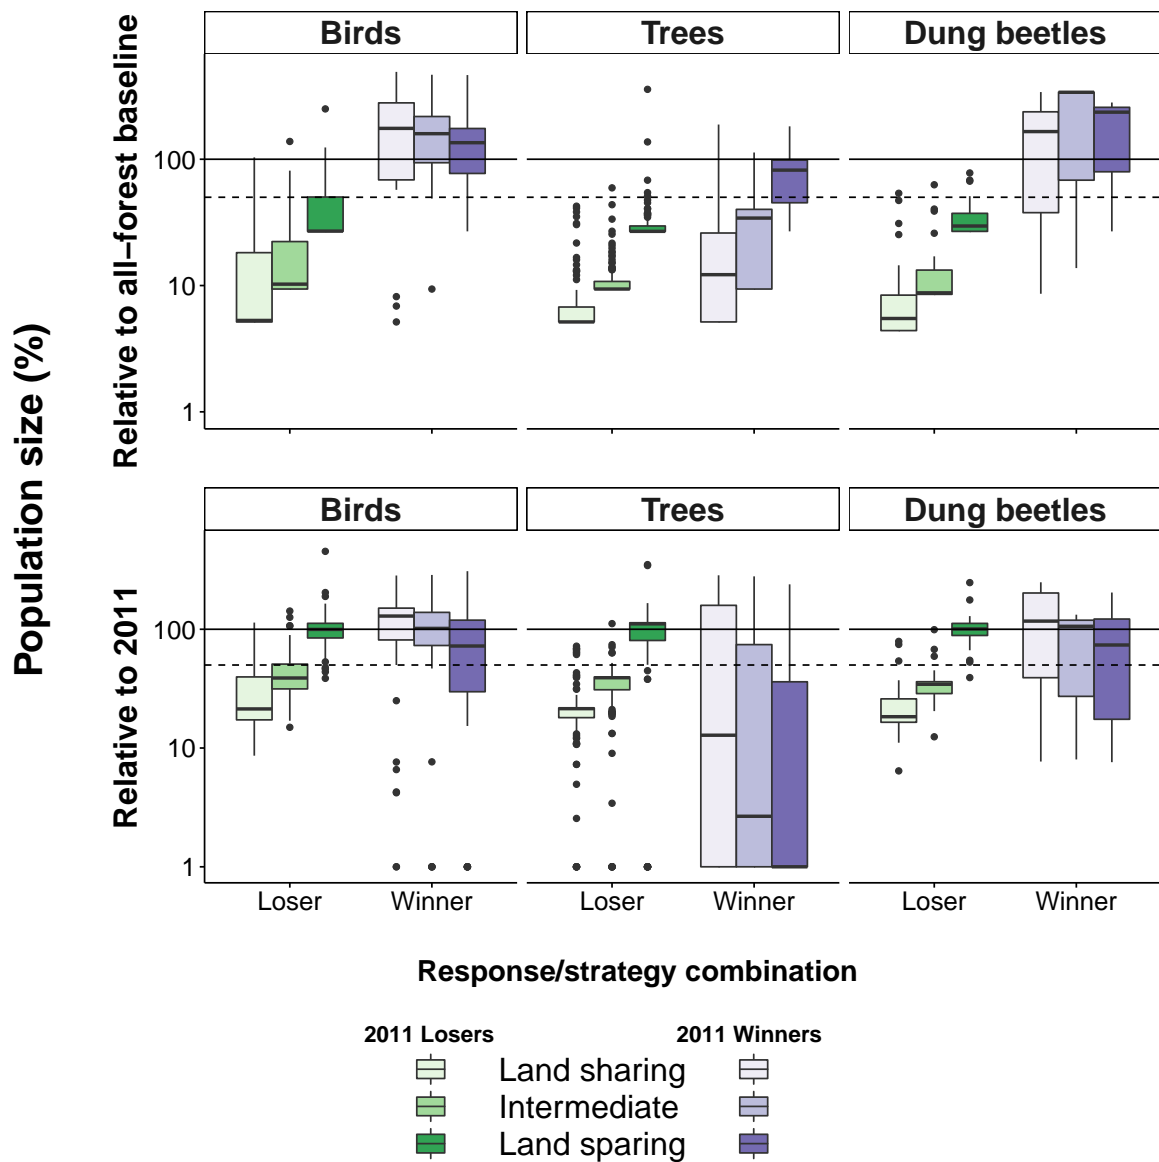 Population size (%)
Relative to all−forest baseline
Birds
Trees
Dung beetles
100
10
1
Relative to 2011
Birds
Trees
Dung beetles
100
10
1
Loser
Winner
Loser
Winner
Loser
Winner
Response/strategy combination
2011 Losers
2011 Winners
Land sharing
Intermediate
Land sparing